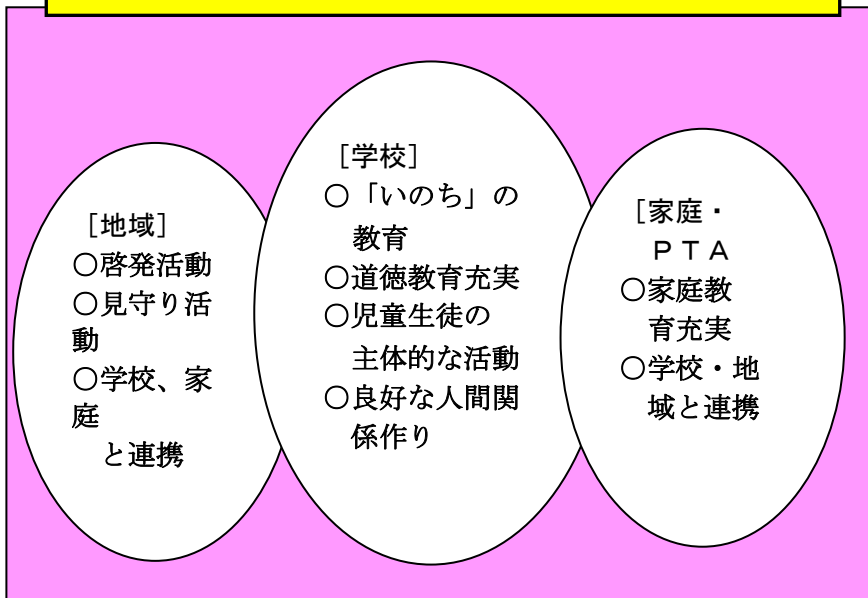 ［地域］
○啓発活動
○見守り活
動
○学校、家
庭
と連携
［学校］
○「いのち」の
教育
○道徳教育充実
○児童生徒の
主体的な活動
○良好な人間関
係作り
［家庭・
ＰＴＡ
○家庭教
育充実
○学校・地
域と連携